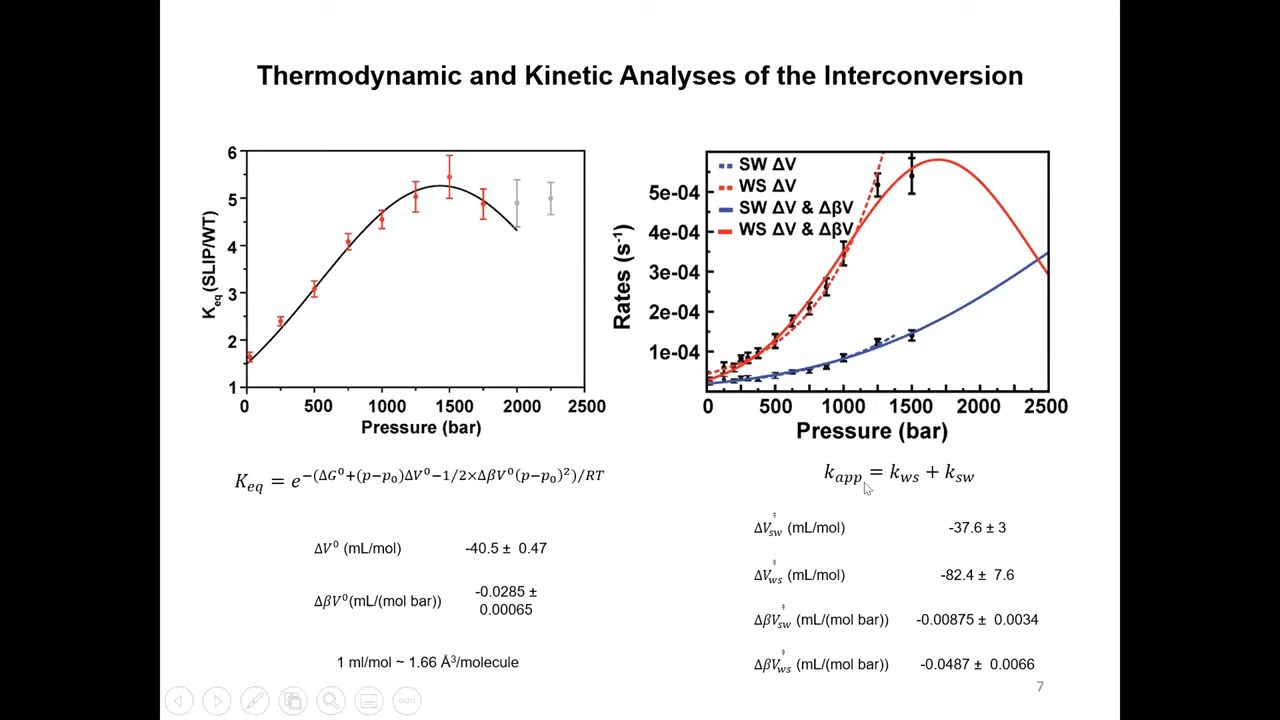 Thermodynamic and Kinetic Analyses of the Interconversion
6
5
4
3
2
1
K_eq (SLIP/WT)
0 500 1000 1500 2000 2500
Pressure (bar)
SW ΔV
WS ΔV
SW ΔV & ΔβV
WS ΔV & ΔβV
5e-04
4e-04
3e-04
2e-04
1e-04
Rates (s⁻¹)
0 500 1000 1500 2000 2500
Pressure (bar)
K_eq = e^−(ΔG⁰+(p−p₀)ΔV⁰−1/2×ΔβV⁰(p−p₀)²)/RT
k_app = k_ws + k_sw
ΔV⁰ (mL/mol) -40.5 ± 0.47
ΔβV⁰(mL/(mol bar)) -0.0285 ±
0.00065
1 ml/mol ~ 1.66 Å³/molecule
ΔV‡_sw (mL/mol) -37.6 ± 3
ΔV‡_ws (mL/mol) -82.4 ± 7.6
ΔβV‡_sw (mL/(mol bar)) -0.00875 ± 0.0034
ΔβV‡_ws (mL/(mol bar)) -0.0487 ± 0.0066
7